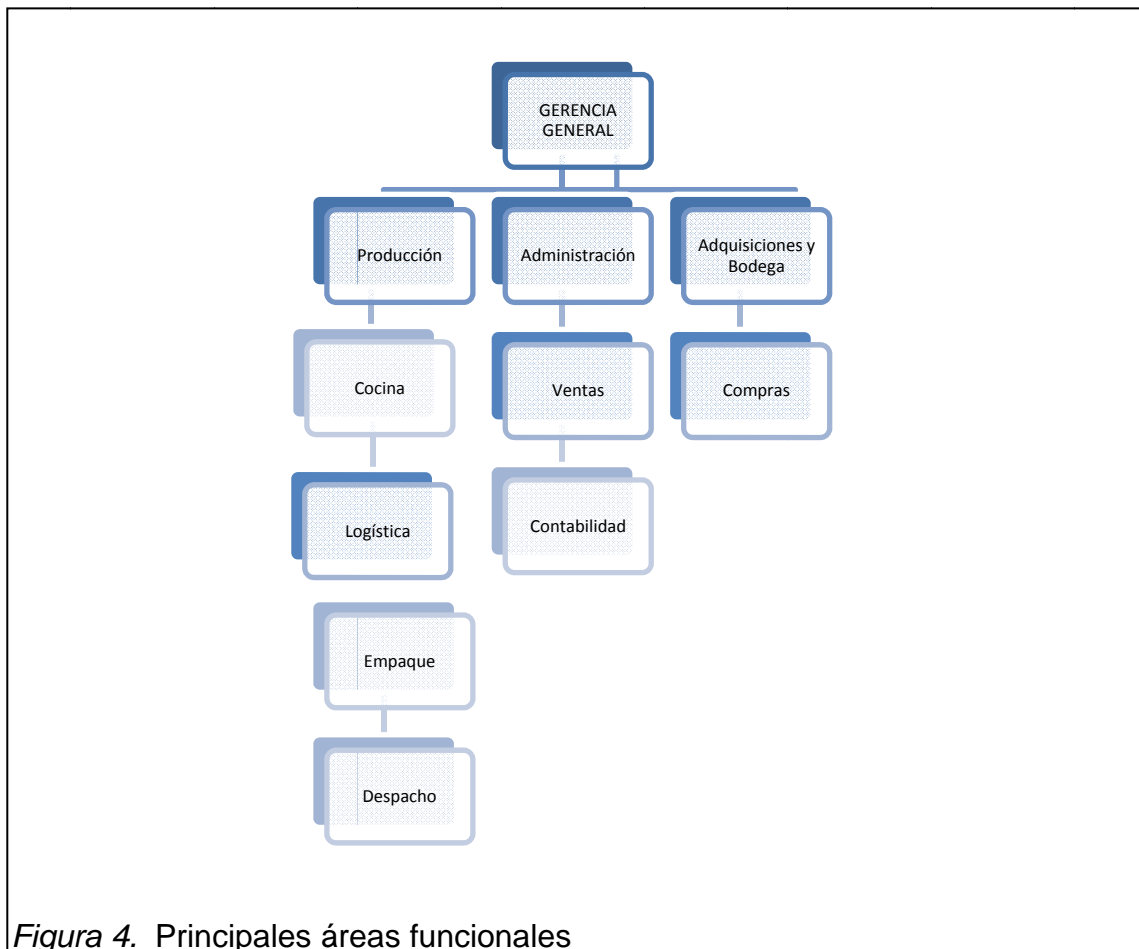 GERENCIA
GENERAL
Producción
Administración
Adquisiciones y
Bodega
Cocina
Ventas
Compras
Logística
Contabilidad
Empaque
Despacho
Figura 4. Principales áreas funcionales